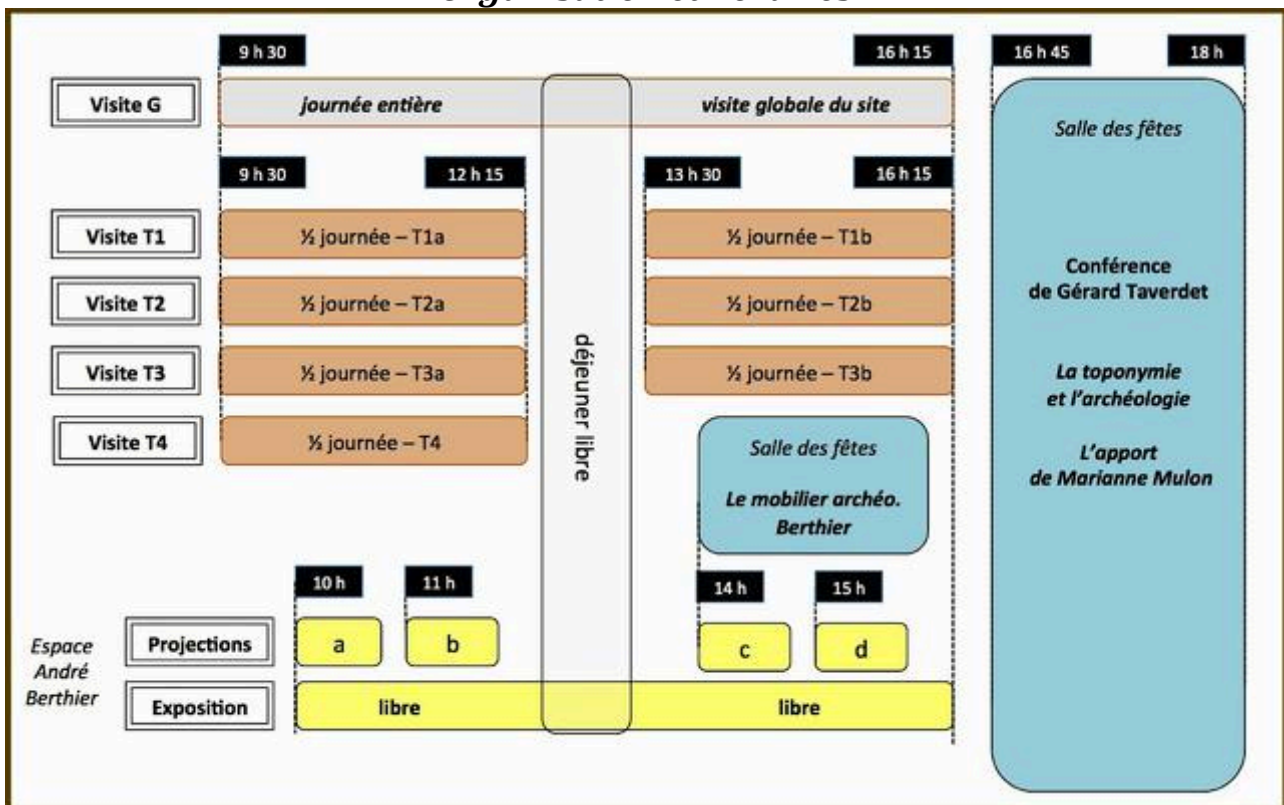 9 h 30
16 h 15
16 h 45
18 h
Visite G
journée entière
visite globale du site
9 h 30
12 h 15
13 h 30
16 h 15
Visite T1
½ journée – T1a
½ journée – T1b
Visite T2
½ journée – T2a
½ journée – T2b
Visite T3
½ journée – T3a
½ journée – T3b
Visite T4
½ journée – T4
déjeuner libre
Salle des fêtes
Le mobilier archéo.
Berthier
Salle des fêtes
Conférence
de Gérard Taverdet
La toponymie
et l'archéologie
L'apport
de Marianne Mulon
10 h
11 h
14 h
15 h
Espace
André
Berthier
Projections
a
b
c
d
Exposition
libre
libre